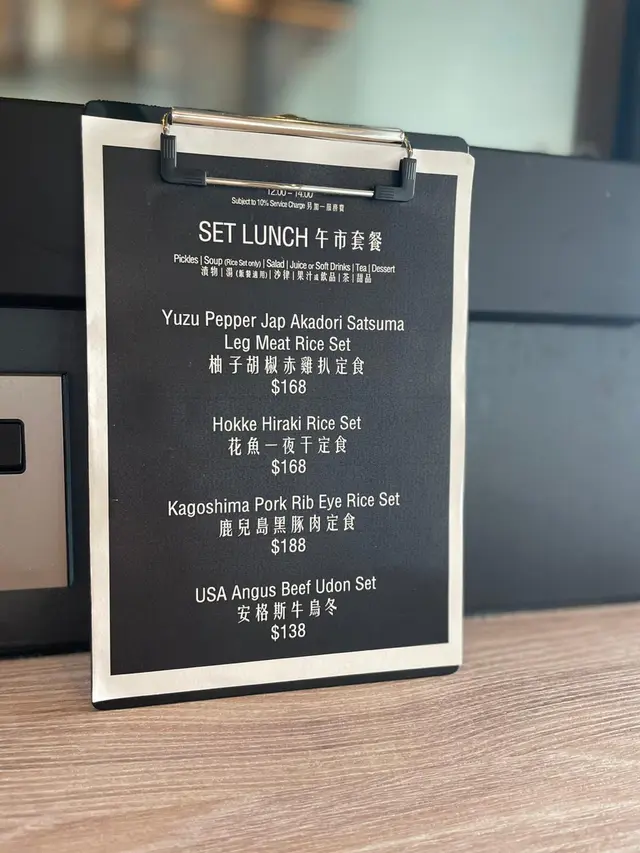 12:00 – 14:00
Subject to 10% Service Charge 另加一服務費
SET LUNCH 午市套餐
Pickles | Soup (Rice Set only) | Salad | Juice or Soft Drinks | Tea | Dessert
漬物 | 湯 (飯類適用) | 沙律 | 果汁或飲品 | 茶 | 甜品
Yuzu Pepper Jap Akadori Satsuma
Leg Meat Rice Set
柚子胡椒赤雞扒定食
$168
Hokke Hiraki Rice Set
花魚一夜干定食
$168
Kagoshima Pork Rib Eye Rice Set
鹿兒島黑豚肉定食
$188
USA Angus Beef Udon Set
安格斯牛烏冬
$138